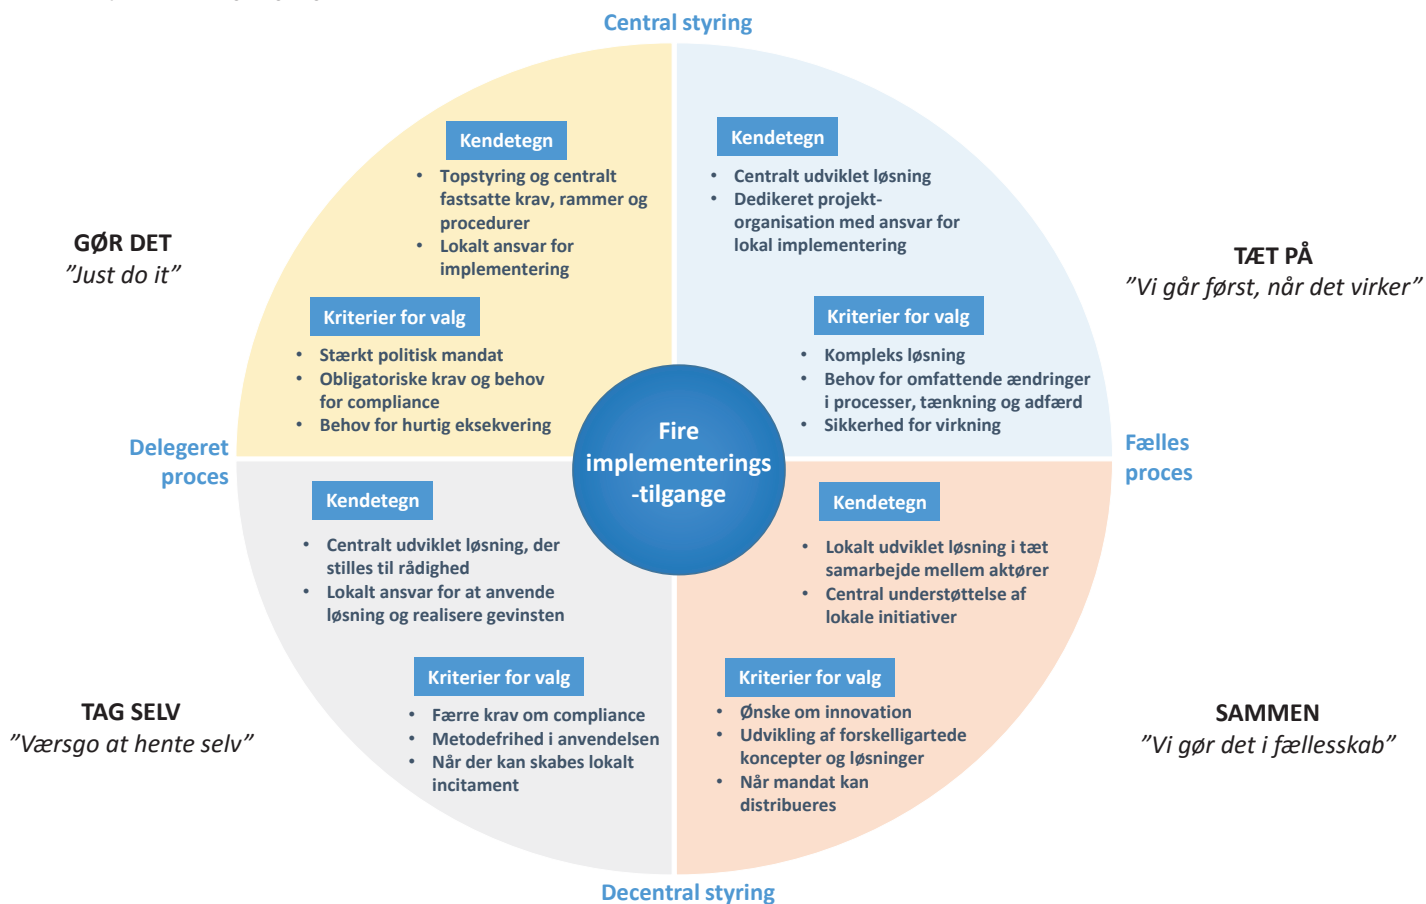 Central styring
Kendetegn
• Topstyring og centralt
fastsatte krav, rammer og
procedurer
• Lokalt ansvar for
implementering
Kriterier for valg
• Stærkt politisk mandat
• Obligatoriske krav og behov
for compliance
• Behov for hurtig eksekvering
GØR DET
”Just do it”
Kendetegn
• Centralt udviklet løsning
• Dedikeret projekt-
organisation med ansvar for
lokal implementering
Kriterier for valg
• Kompleks løsning
• Behov for omfattende ændringer
i processer, tænkning og adfærd
• Sikkerhed for virkning
TÆT PÅ
”Vi går først, når det virker”
Delegeret
proces
Fire
implementerings
-tilgange
Fælles
proces
Kendetegn
• Centralt udviklet løsning, der
stilles til rådighed
• Lokalt ansvar for at anvende
løsning og realisere gevinsten
Kriterier for valg
• Færre krav om compliance
• Metodefrihed i anvendelsen
• Når der kan skabes lokalt
incitament
TAG SELV
”Værsgo at hente selv”
Kendetegn
• Lokalt udviklet løsning i tæt
samarbejde mellem aktører
• Central understøttelse af
lokale initiativer
Kriterier for valg
• Ønske om innovation
• Udvikling af forskelligartede
koncepter og løsninger
• Når mandat kan
distribueres
SAMMEN
”Vi gør det i fællesskab”
Decentral styring